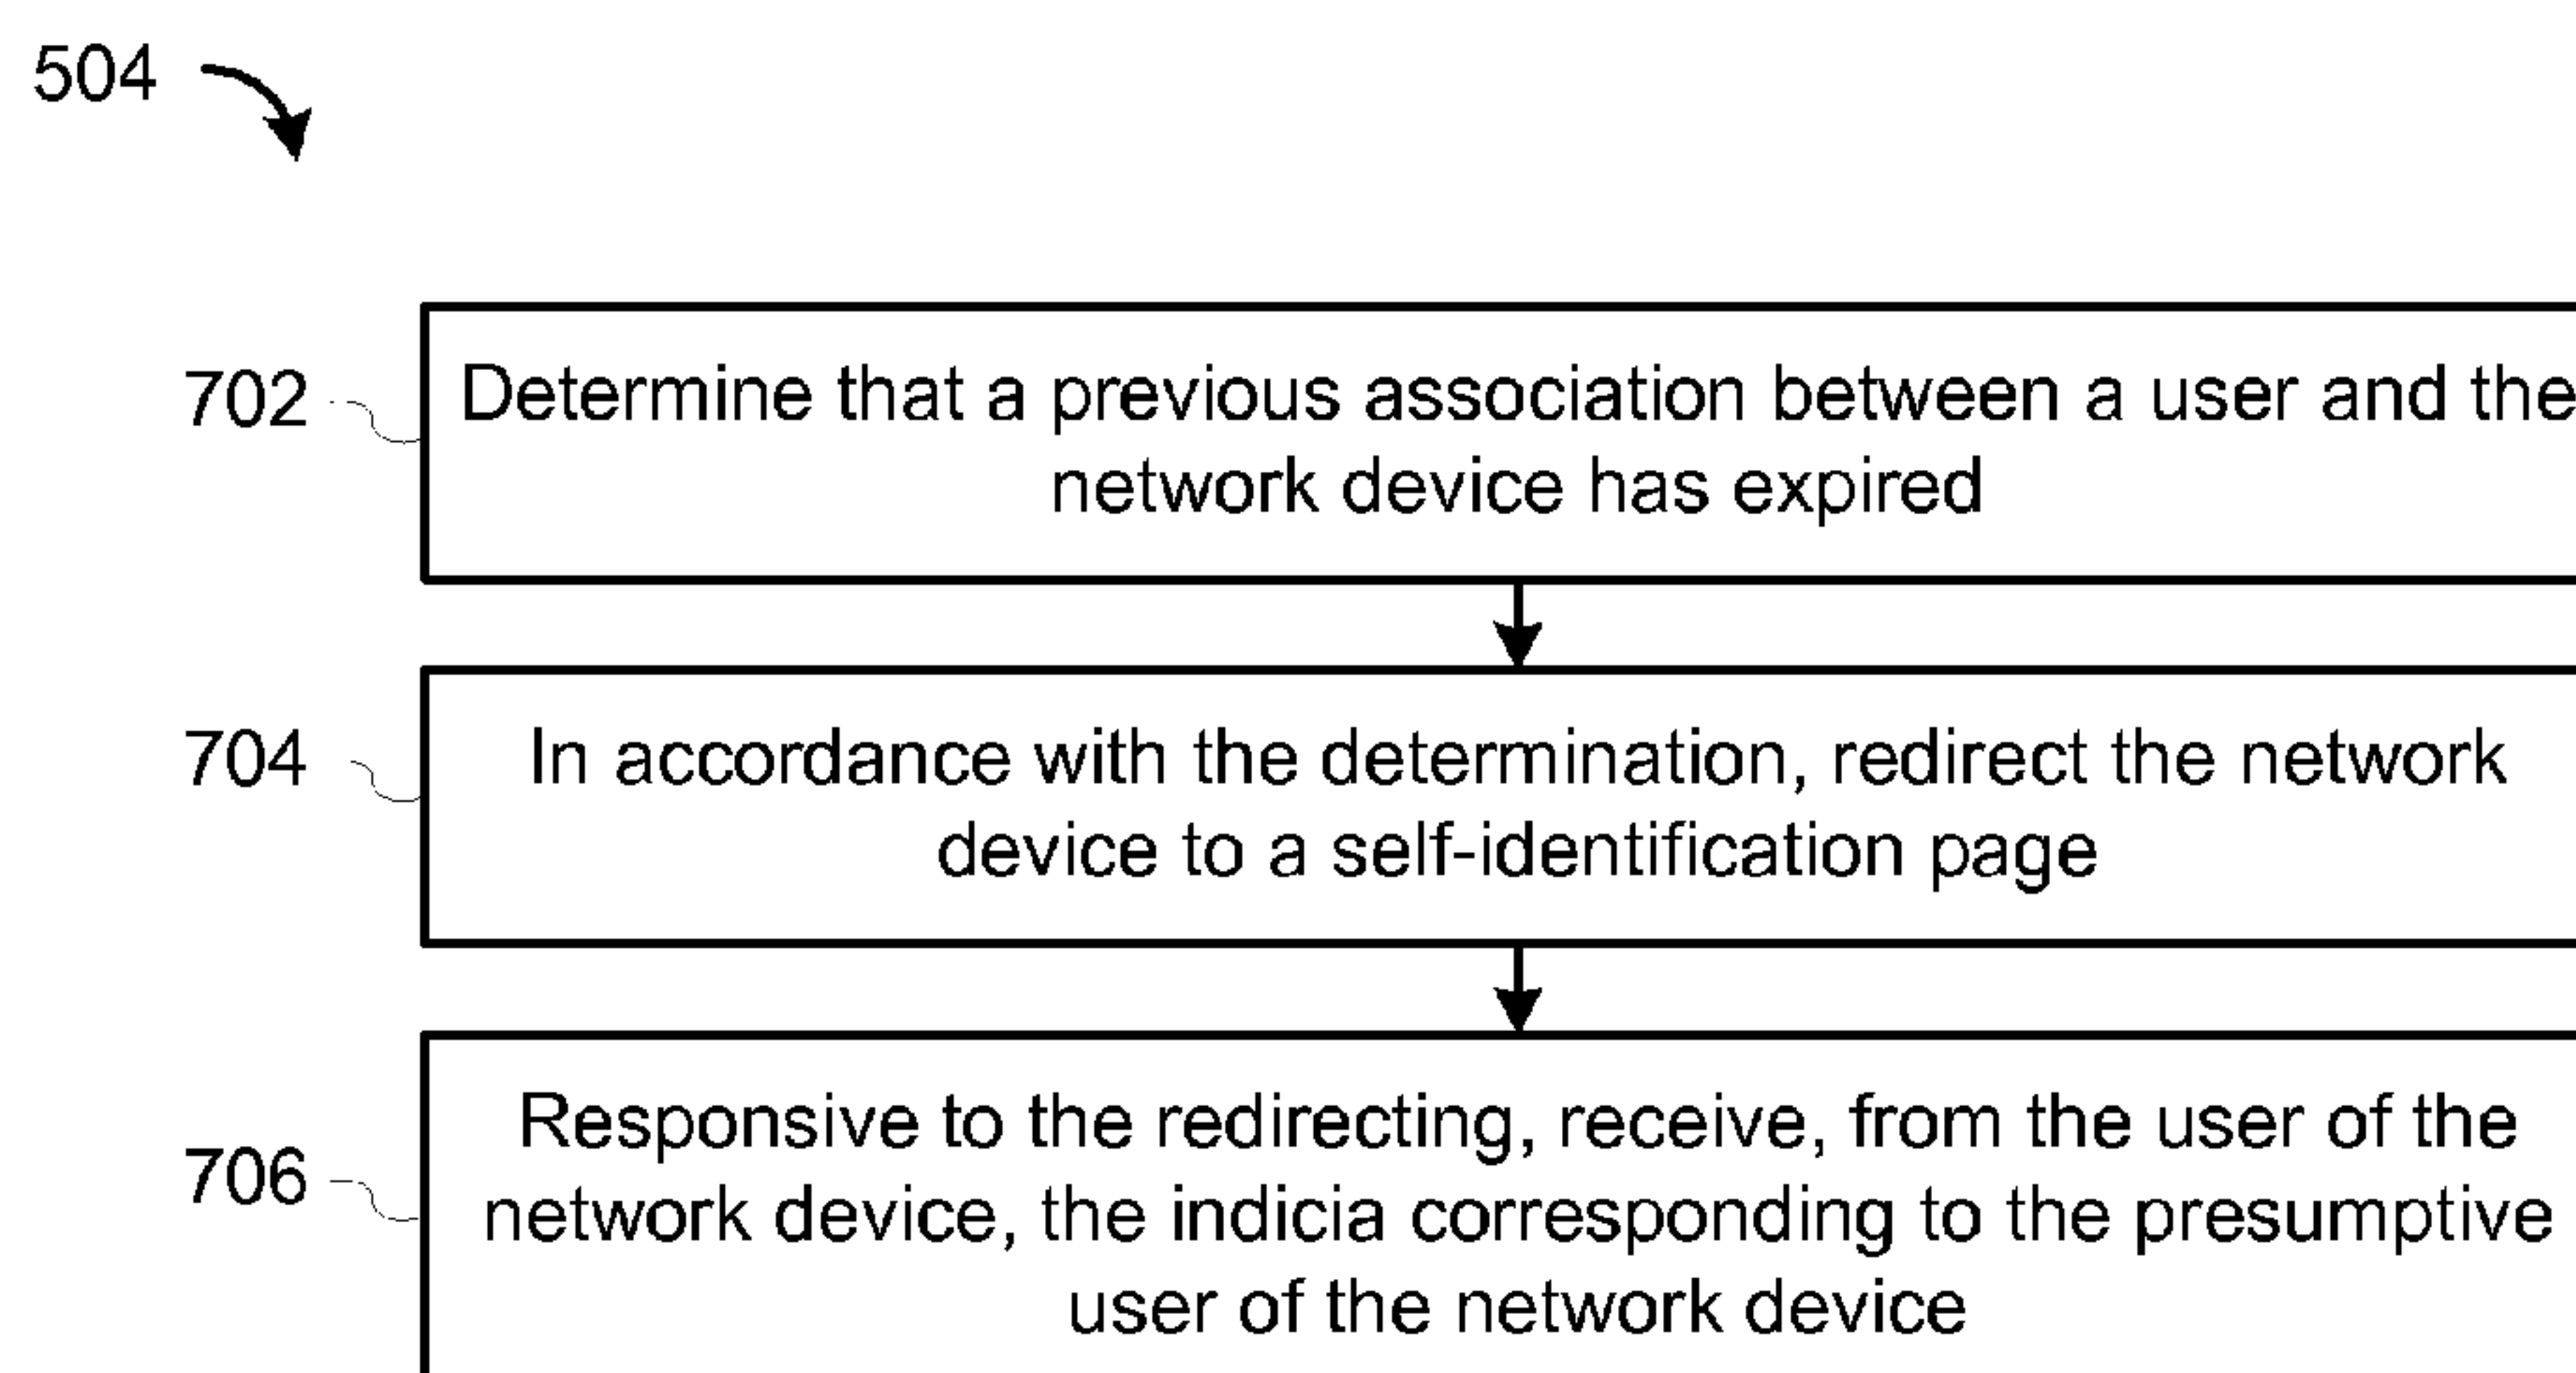 504
702
Determine that a previous association between a user and the
network device has expired
704
In accordance with the determination, redirect the network
device to a self-identification page
706
Responsive to the redirecting, receive, from the user of the
network device, the indicia corresponding to the presumptive
user of the network device